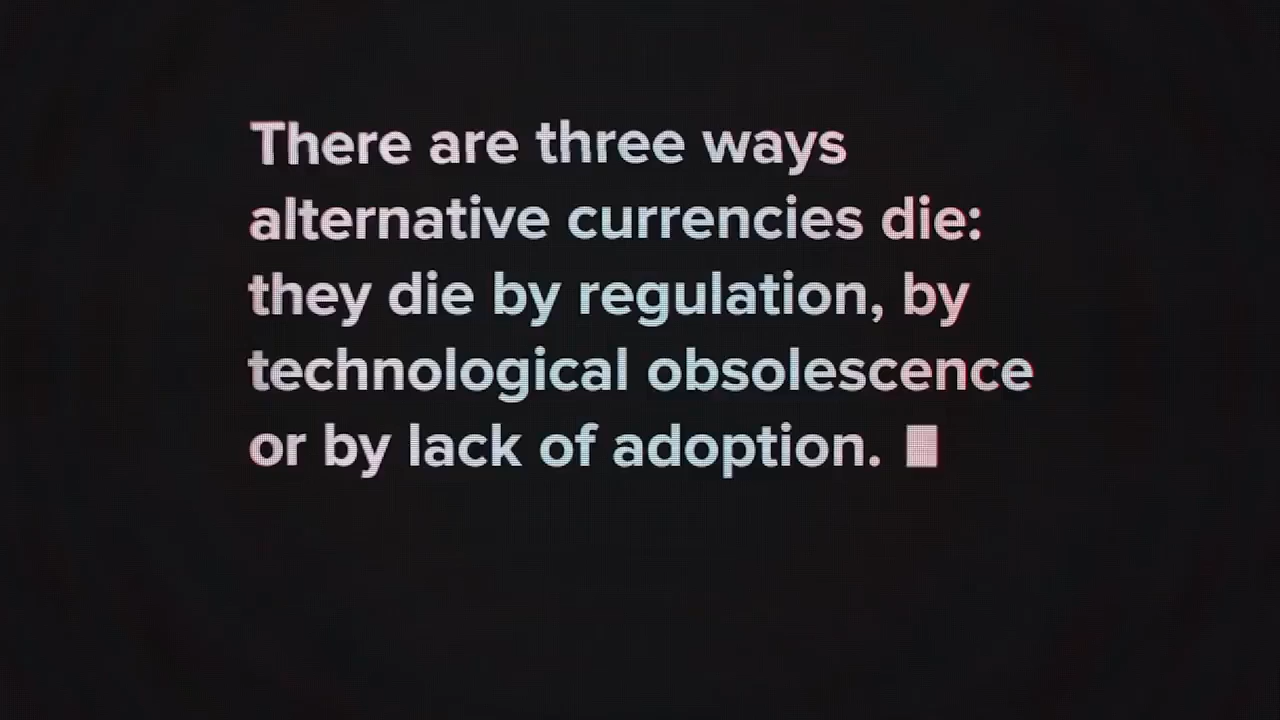 There are three ways
alternative currencies die:
they die by regulation, by
technological obsolescence
or by lack of adoption.